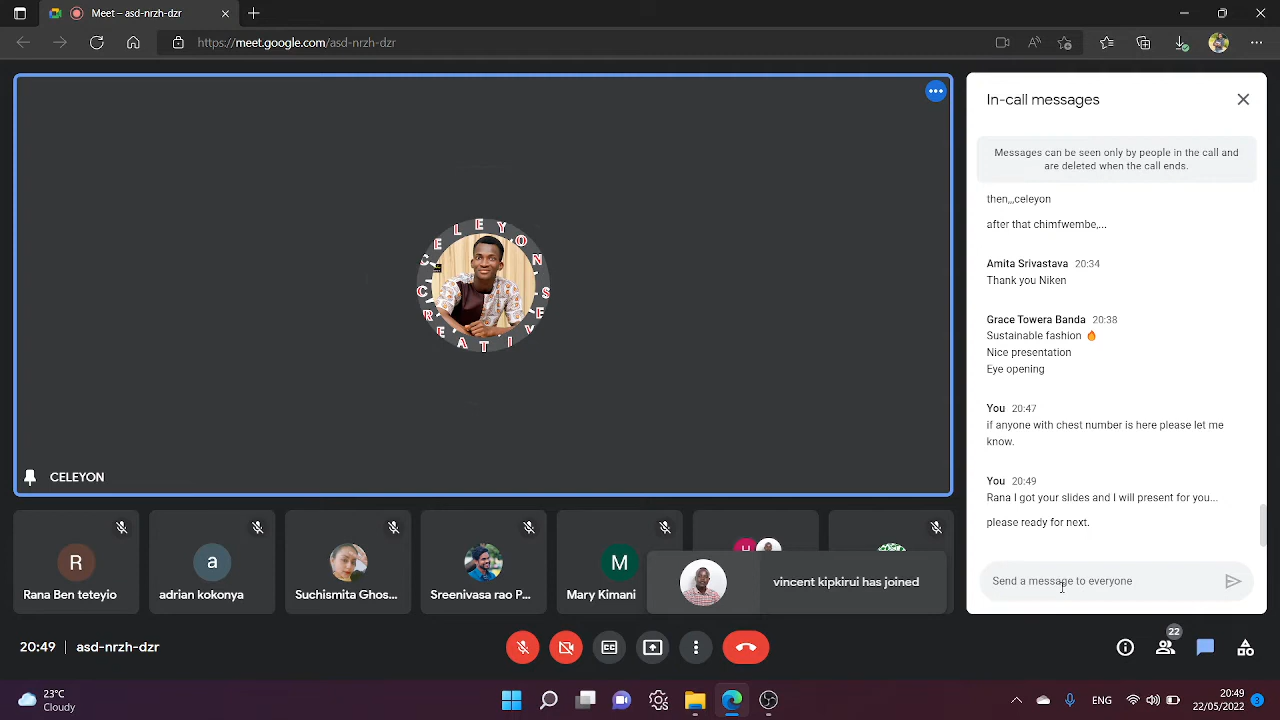 Meet – asd-nrzh-dzr
https://meet.google.com/asd-nrzh-dzr
CELEYONS CREATIVE
CELEYON
R
Rana Ben teteyio
a
adrian kokonya
Suchismita Ghos...
Sreenivasa rao P...
M
Mary Kimani
H
vincent kipkirui has joined
In-call messages
Messages can be seen only by people in the call and
are deleted when the call ends.
then,,,celeyon
after that chimfwembe,...
Amita Srivastava 20:34
Thank you Niken
Grace Towera Banda 20:38
Sustainable fashion 🔥
Nice presentation
Eye opening
You 20:47
if anyone with chest number is here please let me
know.
You 20:49
Rana I got your slides and I will present for you...
please ready for next.
Send a message to everyone
20:49 asd-nrzh-dzr
CC
22
23°C
Cloudy
ENG
20:49
22/05/2022
3